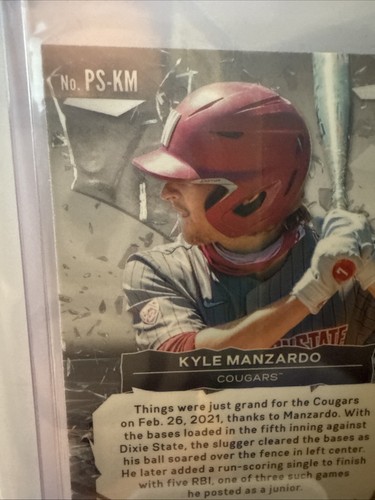 No. PS-KM
STATE
KYLE MANZARDO
COUGARS™
Things were just grand for the Cougars
on Feb. 26, 2021, thanks to Manzardo. With
the bases loaded in the fifth inning against
Dixie State, the slugger cleared the bases as
his ball soared over the fence in left center.
He later added a run-scoring single to finish
with five RBI, one of three such games
he posted as a junior.